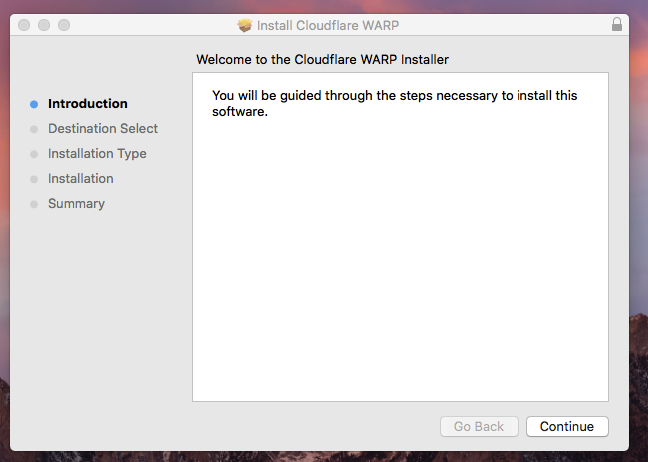 Install Cloudflare WARP
Welcome to the Cloudflare WARP Installer
Introduction
Destination Select
Installation Type
Installation
Summary
You will be guided through the steps necessary to install this
software.
Go Back
Continue